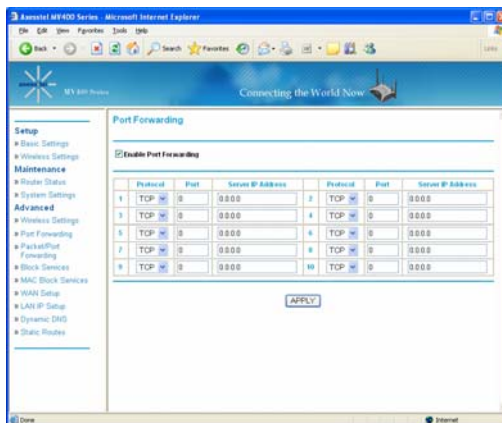 Axesstel MV400 Series - Microsoft Internet Explorer
File Edit View Favorites Tools Help
Back Search Favorites Links
MV400 Series
Connecting the World Now
Port Forwarding
Setup
Basic Settings
Wireless Settings
Maintenance
Router Status
System Settings
Advanced
Wireless Settings
Port Forwarding
Packet/Port
Forwarding
Block Services
MAC Block Services
WAN Setup
LAN IP Setup
Dynamic DNS
Static Routes
Enable Port Forwarding
Protocol Port Server IP Address Protocol Port Server IP Address
1 TCP 0 0.0.0.0 2 TCP 0 0.0.0.0
3 TCP 0 0.0.0.0 4 TCP 0 0.0.0.0
5 TCP 0 0.0.0.0 6 TCP 0 0.0.0.0
7 TCP 0 0.0.0.0 8 TCP 0 0.0.0.0
9 TCP 0 0.0.0.0 10 TCP 0 0.0.0.0
APPLY
Done Internet